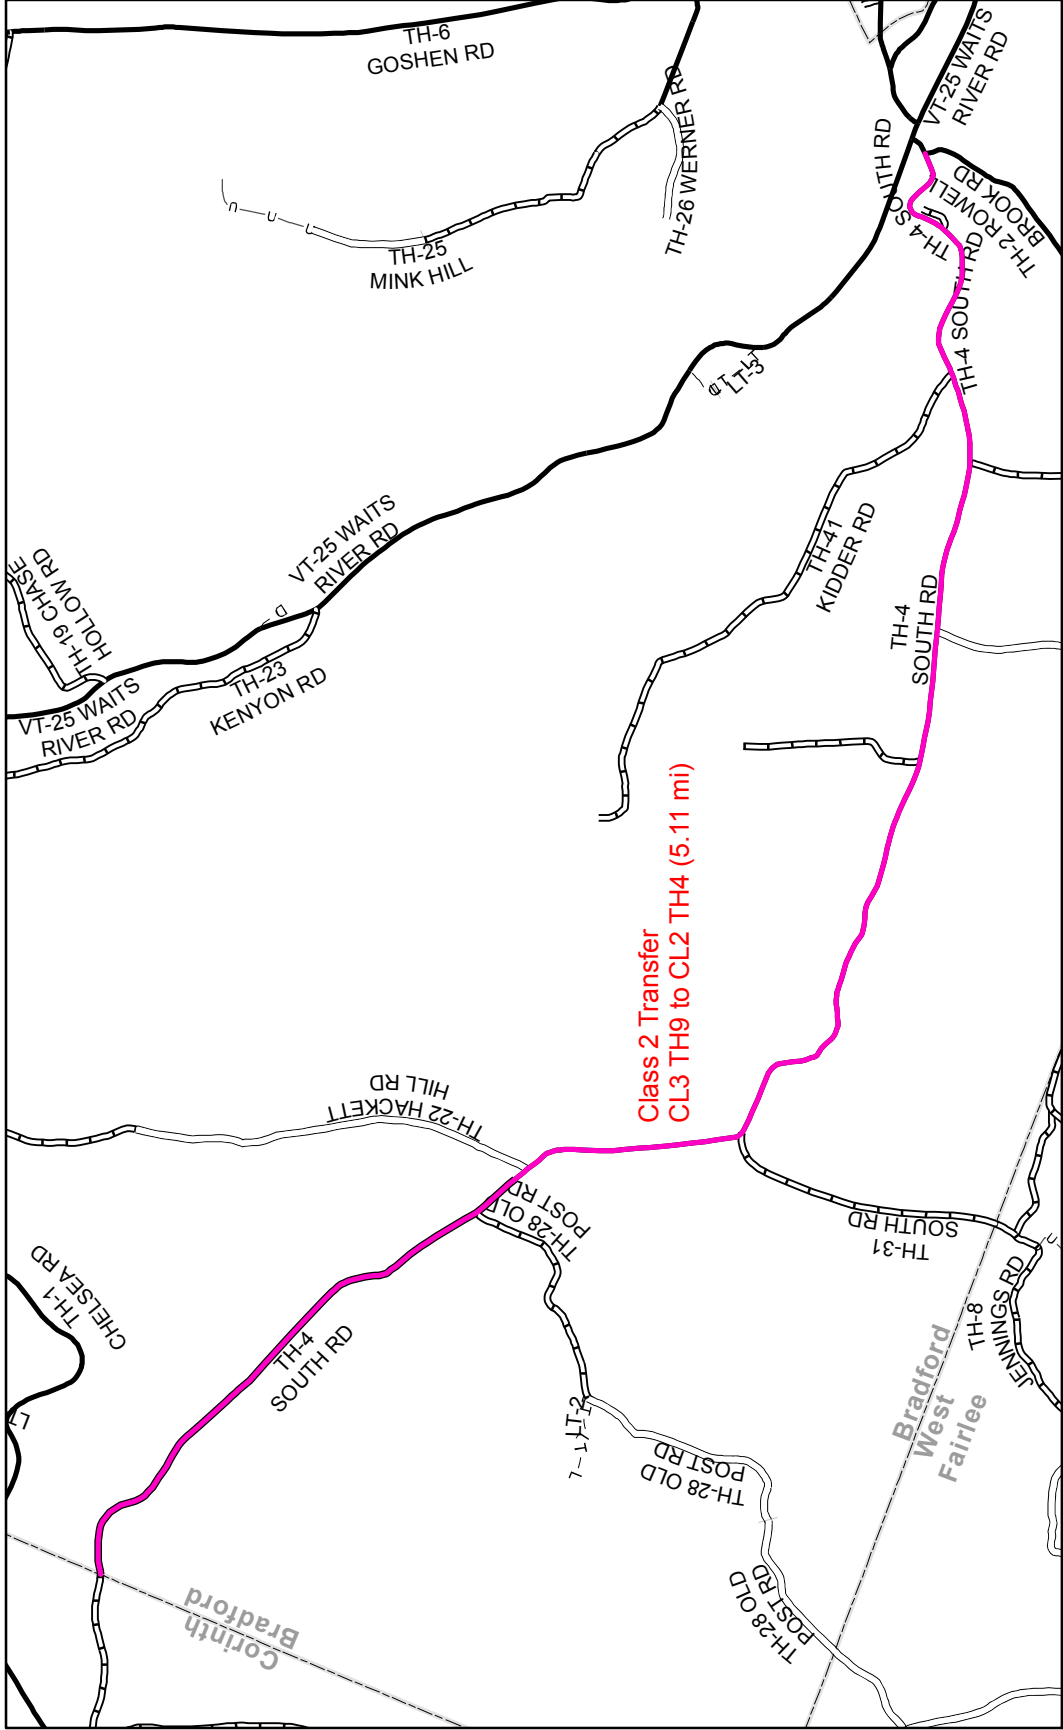 TH-6
GOSHEN RD
TH-26 WERNER RD
TH-25
MINK HILL
VT-25 WAITS
RIVER RD
TH-4 SOUTH RD
TH-2 ROWELL
BROOK RD
TH-4 SOUTH RD
LT-3
TH-41
KIDDER RD
VT-25 WAITS
RIVER RD
D
TH-19 CHASE
HOLLOW RD
TH-23
KENYON RD
VT-25 WAITS
RIVER RD
TH-4
SOUTH RD
Class 2 Transfer
CL3 TH9 to CL2 TH4 (5.11 mi)
TH-22 HACKETT
HILL RD
TH-28 OLD
POST RD
TH-31
SOUTH RD
TH-8
JENNINGS RD
TH-1
CHELSEA RD
LT
TH-4
SOUTH RD
LT-2
TH-28 OLD
POST RD
TH-28 OLD
POST RD
Bradford
West
Fairlee
Corinth
Bradford